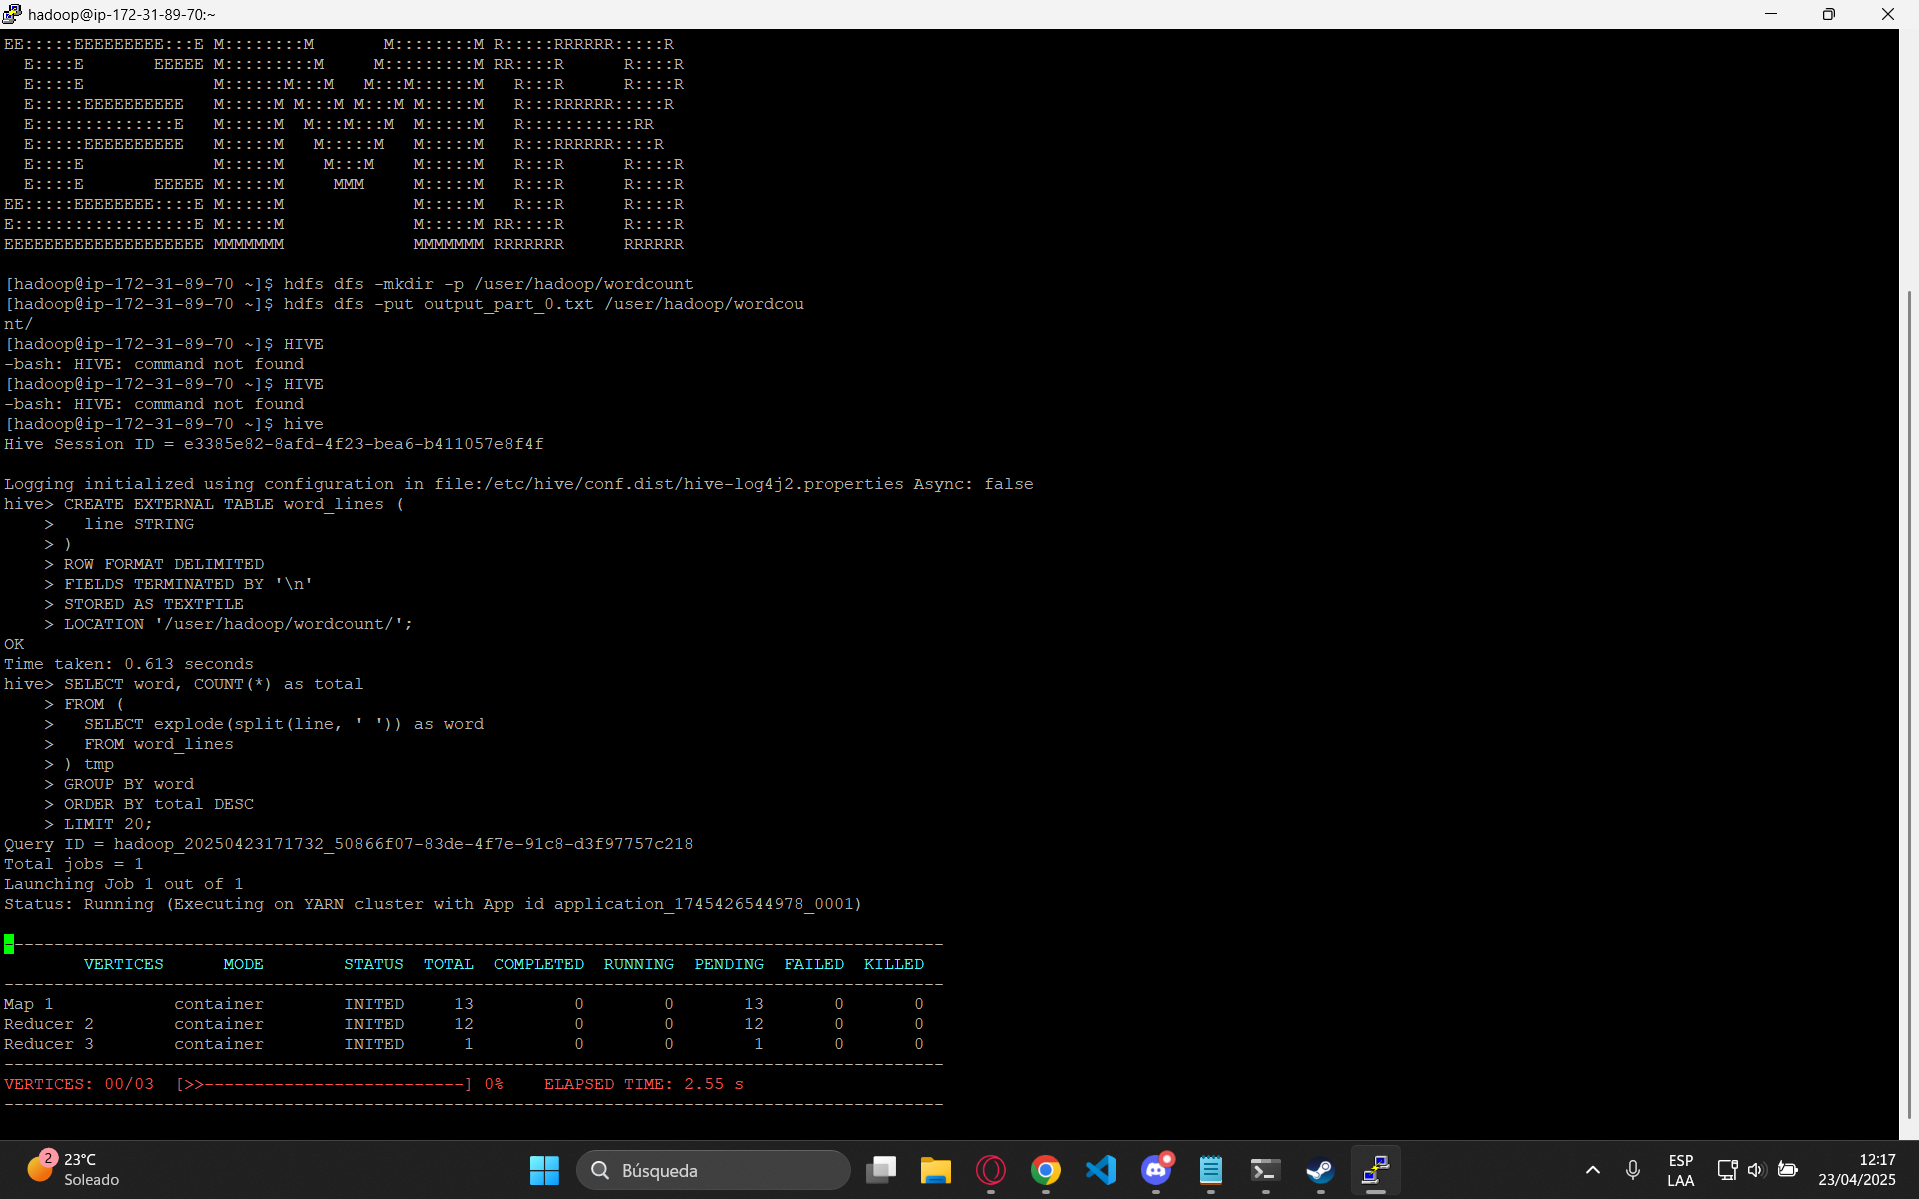 hadoop@ip-172-31-89-70:~
EE:::::EEEEEEEEE:::E M::::::::M       M::::::::M R:::::RRRRRR:::::R
  E::::E       EEEEE M:::::::::M     M:::::::::M RR::::R      R::::R
  E::::E             M::::::M:::M   M:::M::::::M   R:::R      R::::R
  E:::::EEEEEEEEEE   M:::::M M:::M M:::M M:::::M   R:::RRRRRR:::::R
  E::::::::::::::E   M:::::M  M:::M:::M  M:::::M   R:::::::::::RR
  E:::::EEEEEEEEEE   M:::::M   M:::::M   M:::::M   R:::RRRRRR::::R
  E::::E             M:::::M    M:::M    M:::::M   R:::R      R::::R
  E::::E       EEEEE M:::::M     MMM     M:::::M   R:::R      R::::R
EE:::::EEEEEEEE::::E M:::::M             M:::::M   R:::R      R::::R
E::::::::::::::::::E M:::::M             M:::::M RR::::R      R::::R
EEEEEEEEEEEEEEEEEEEE MMMMMMM             MMMMMMM RRRRRRR      RRRRRR
[hadoop@ip-172-31-89-70 ~]$ hdfs dfs -mkdir -p /user/hadoop/wordcount
[hadoop@ip-172-31-89-70 ~]$ hdfs dfs -put output_part_0.txt /user/hadoop/wordcou
nt/
[hadoop@ip-172-31-89-70 ~]$ HIVE
-bash: HIVE: command not found
[hadoop@ip-172-31-89-70 ~]$ HIVE
-bash: HIVE: command not found
[hadoop@ip-172-31-89-70 ~]$ hive
Hive Session ID = e3385e82-8afd-4f23-bea6-b411057e8f4f
Logging initialized using configuration in file:/etc/hive/conf.dist/hive-log4j2.properties Async: false
hive> CREATE EXTERNAL TABLE word_lines (
    >   line STRING
    > )
    > ROW FORMAT DELIMITED
    > FIELDS TERMINATED BY '\n'
    > STORED AS TEXTFILE
    > LOCATION '/user/hadoop/wordcount/';
OK
Time taken: 0.613 seconds
hive> SELECT word, COUNT(*) as total
    > FROM (
    >   SELECT explode(split(line, ' ')) as word
    >   FROM word_lines
    > ) tmp
    > GROUP BY word
    > ORDER BY total DESC
    > LIMIT 20;
Query ID = hadoop_20250423171732_50866f07-83de-4f7e-91c8-d3f97757c218
Total jobs = 1
Launching Job 1 out of 1
Status: Running (Executing on YARN cluster with App id application_1745426544978_0001)
----------------------------------------------------------------------------------------------
        VERTICES      MODE        STATUS  TOTAL  COMPLETED  RUNNING  PENDING  FAILED  KILLED
----------------------------------------------------------------------------------------------
Map 1            container        INITED     13          0        0       13       0       0
Reducer 2        container        INITED     12          0        0       12       0       0
Reducer 3        container        INITED      1          0        0        1       0       0
----------------------------------------------------------------------------------------------
VERTICES: 00/03  [>>--------------------------] 0%    ELAPSED TIME: 2.55 s
----------------------------------------------------------------------------------------------
2
23°C
Soleado
Búsqueda
ESP
LAA
12:17
23/04/2025